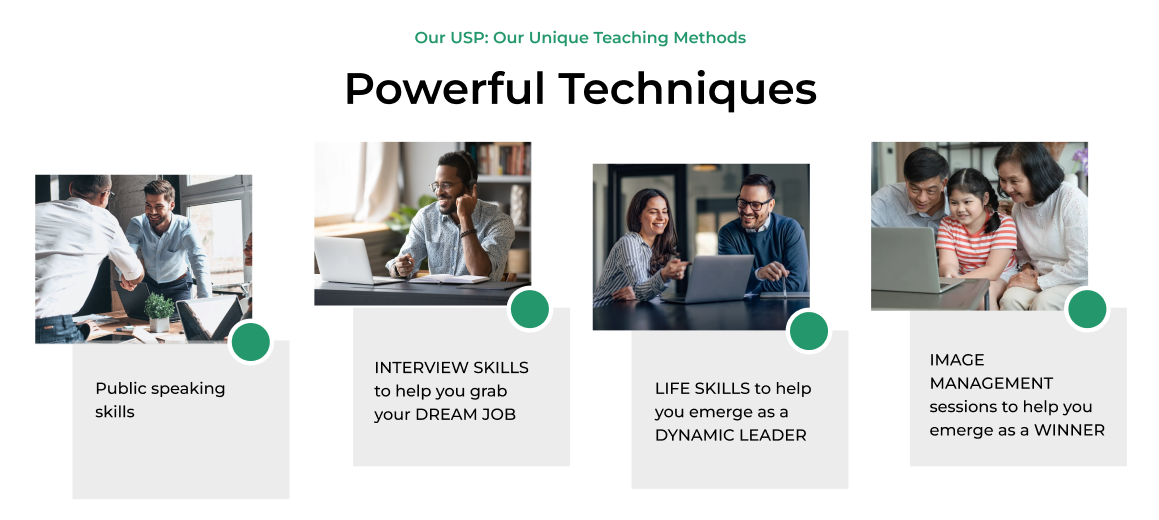 Our USP: Our Unique Teaching Methods
Powerful Techniques
Public speaking
skills
INTERVIEW SKILLS
to help you grab
your DREAM JOB
LIFE SKILLS to help
you emerge as a
DYNAMIC LEADER
IMAGE
MANAGEMENT
sessions to help you
emerge as a WINNER